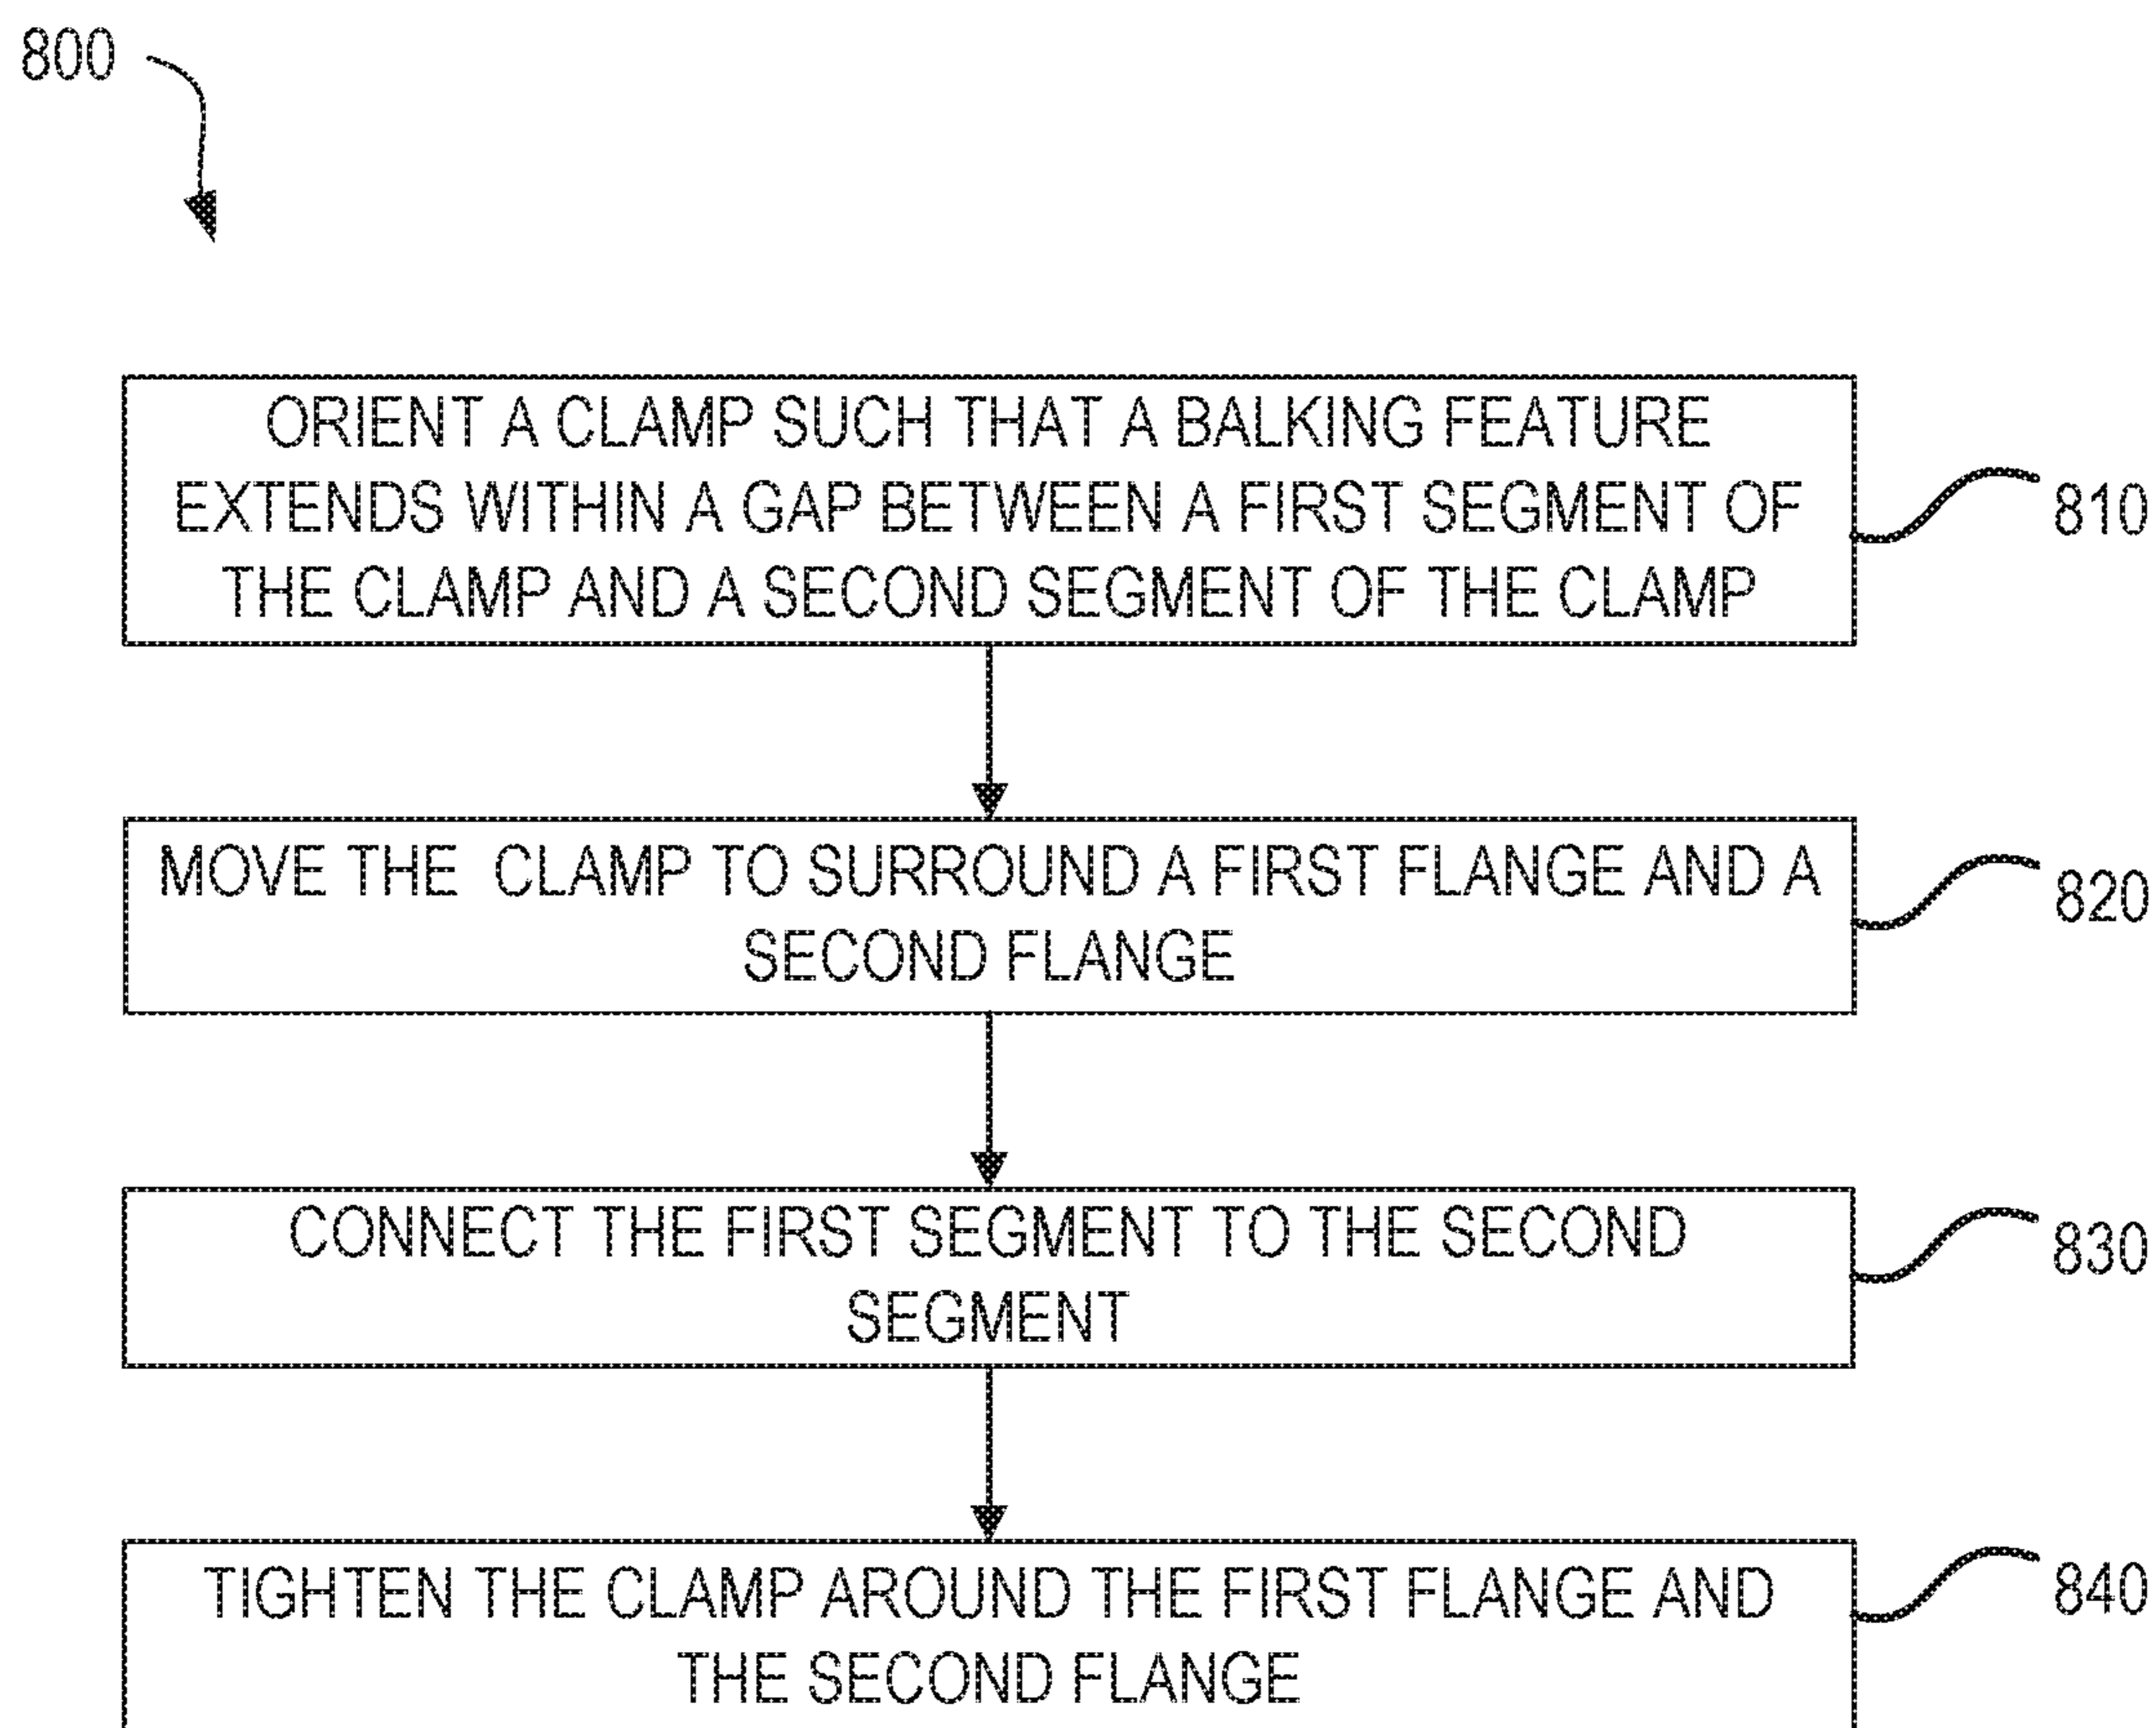 800
ORIENT A CLAMP SUCH THAT A BALKING FEATURE
EXTENDS WITHIN A GAP BETWEEN A FIRST SEGMENT OF
THE CLAMP AND A SECOND SEGMENT OF THE CLAMP
810
MOVE THE CLAMP TO SURROUND A FIRST FLANGE AND A
SECOND FLANGE
820
CONNECT THE FIRST SEGMENT TO THE SECOND
SEGMENT
830
TIGHTEN THE CLAMP AROUND THE FIRST FLANGE AND
THE SECOND FLANGE
840